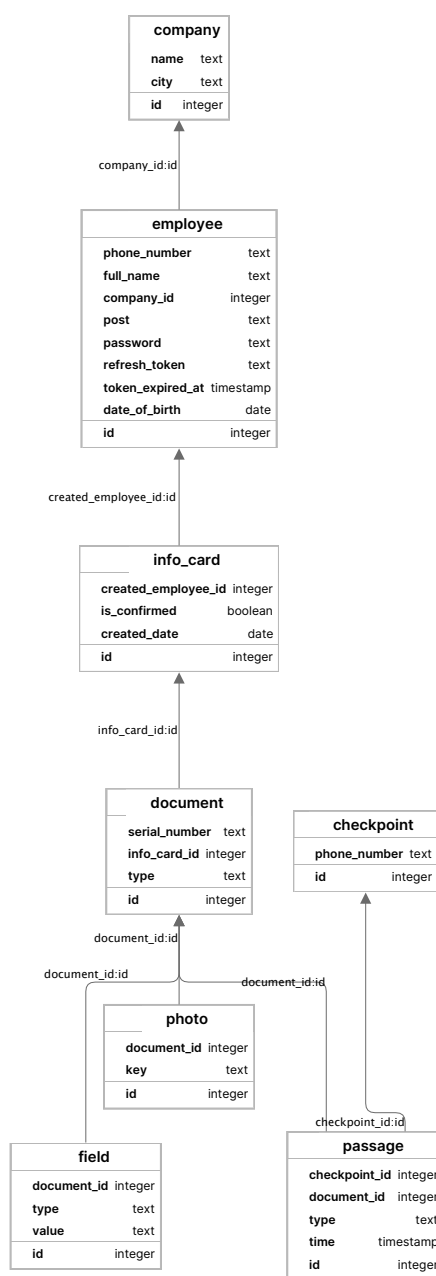 company
name text
city text
id integer
company_id:id
employee
phone_number text
full_name text
company_id integer
post text
password text
refresh_token text
token_expired_at timestamp
date_of_birth date
id integer
created_employee_id:id
info_card
created_employee_id integer
is_confirmed boolean
created_date date
id integer
info_card_id:id
document
serial_number text
info_card_id integer
type text
id integer
checkpoint
phone_number text
id integer
document_id:id
document_id:id
document_id:id
photo
document_id integer
key text
id integer
checkpoint_id:id
field
document_id integer
type text
value text
id integer
passage
checkpoint_id integer
document_id integer
type text
time timestamp
id integer